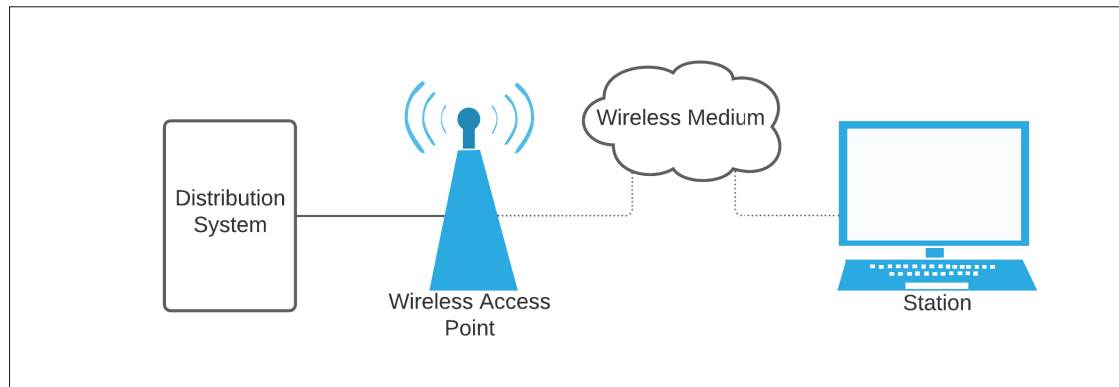 Distribution
System
Wireless Access
Point
Wireless Medium
Station